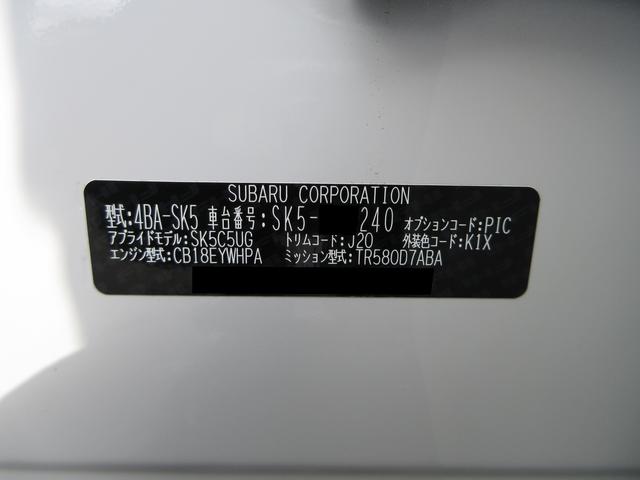 SUBARU CORPORATION
型式:4BA-SK5 車台番号:SK5- 240 オプションコード:PIC
アプライドモデル:SK5C5UG トリムコード:J20 外装色コード:K1X
エンジン型式:CB18EYWHPA ミッション型式:TR580D7ABA